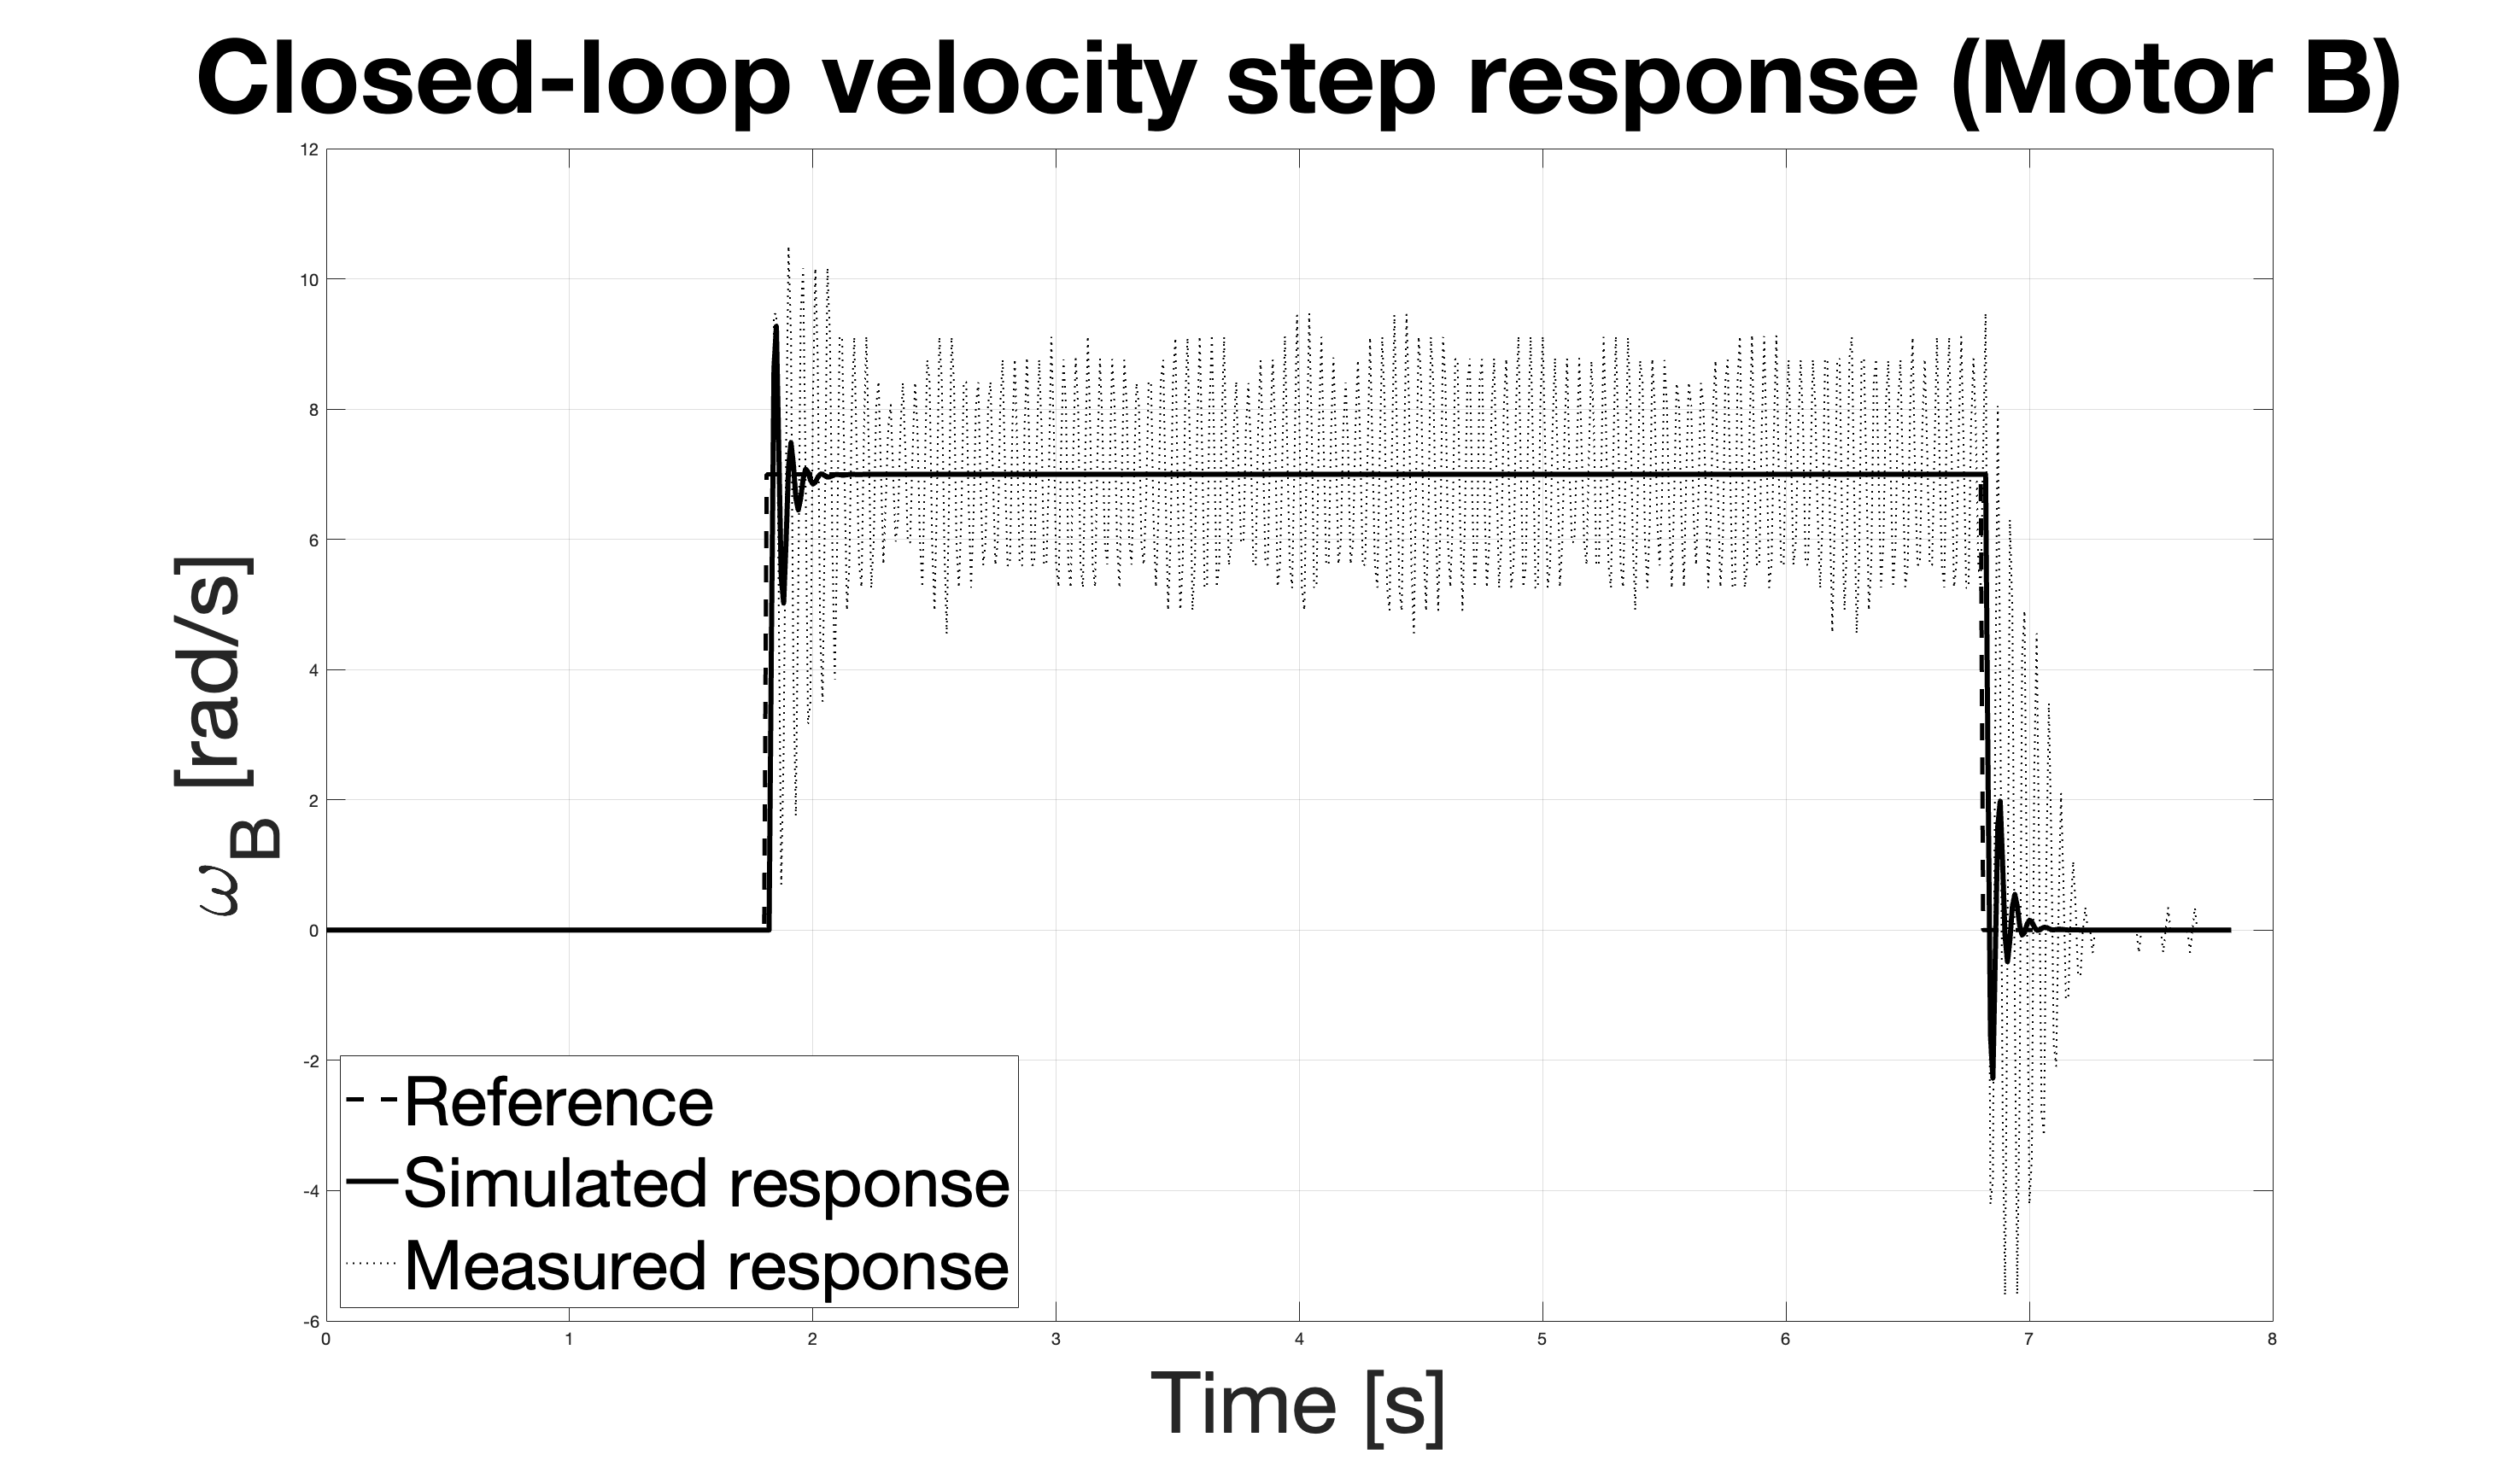 Closed-loop velocity step response (Motor B)
12
10
8
6
4
2
0
-2
-4
-6
ω_B [rad/s]
Reference
Simulated response
Measured response
0 1 2 3 4 5 6 7 8
Time [s]